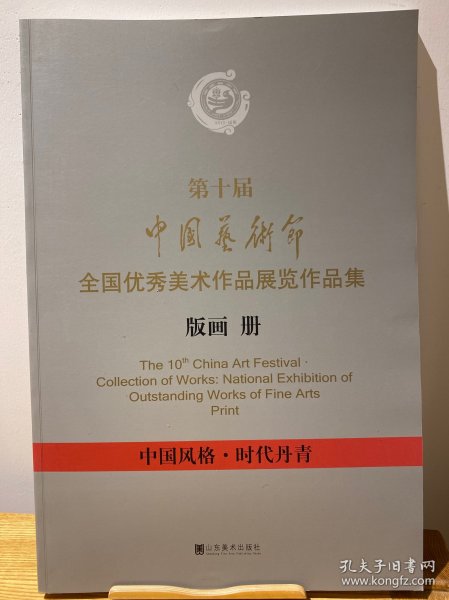 第十届
中国藝術節
全国优秀美术作品展览作品集
版画 册
The 10th China Art Festival ·
Collection of Works: National Exhibition of
Outstanding Works of Fine Arts
Print
中国风格·时代丹青
山东美术出版社
孔夫子旧书网
www.kongfz.com